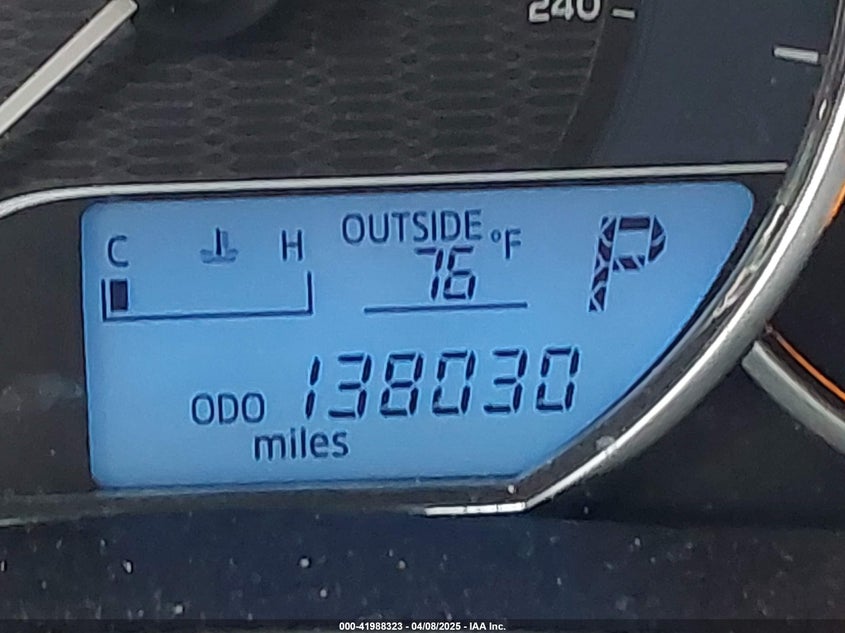 240
OUTSIDE
C H °F
76
P
ODO 138030
miles
000-41988323 - 04/08/2025 - IAA Inc.